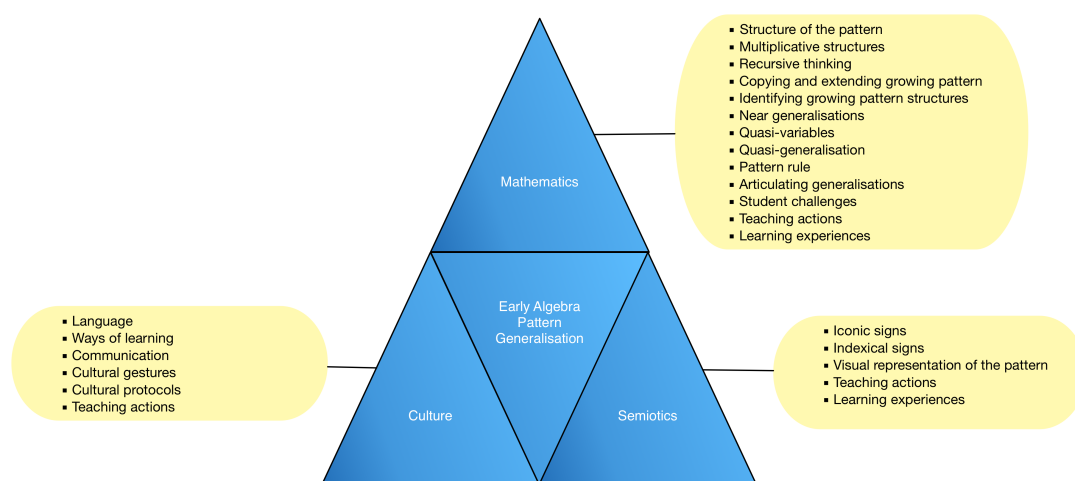 ▪ Structure of the pattern
▪ Multiplicative structures
▪ Recursive thinking
▪ Copying and extending growing pattern
▪ Identifying growing pattern structures
▪ Near generalisations
▪ Quasi-variables
▪ Quasi-generalisation
▪ Pattern rule
▪ Articulating generalisations
▪ Student challenges
▪ Teaching actions
▪ Learning experiences
Mathematics
Early Algebra
Pattern
Generalisation
▪ Language
▪ Ways of learning
▪ Communication
▪ Cultural gestures
▪ Cultural protocols
▪ Teaching actions
Culture
Semiotics
▪ Iconic signs
▪ Indexical signs
▪ Visual representation of the pattern
▪ Teaching actions
▪ Learning experiences